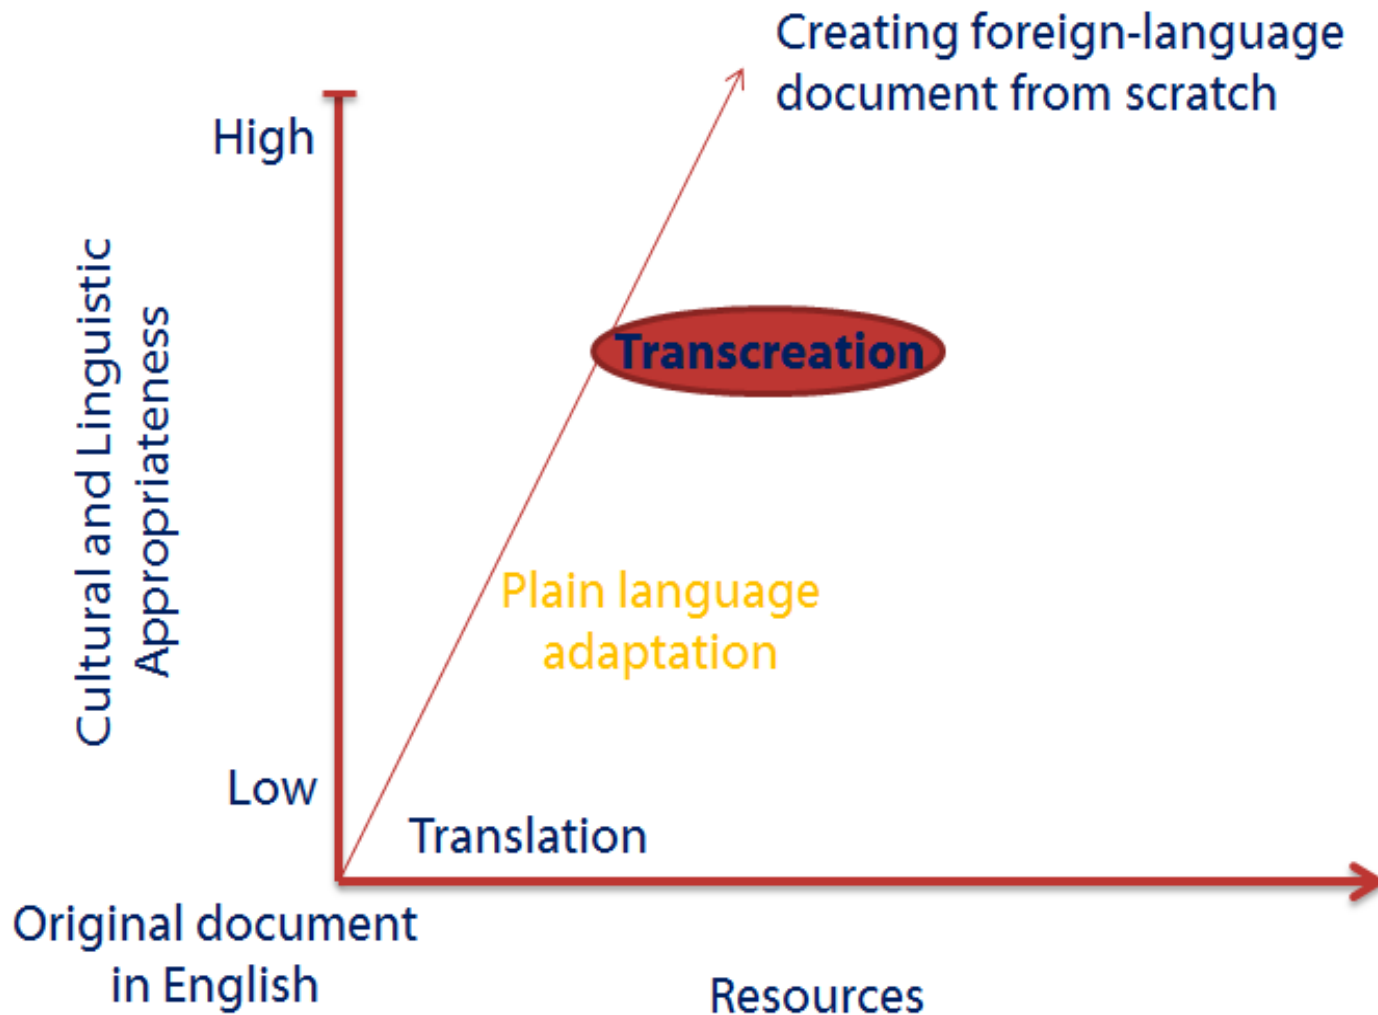 Creating foreign-language
document from scratch
High
Cultural and Linguistic
Appropriateness
Transcreation
Plain language
adaptation
Low
Translation
Original document
in English
Resources